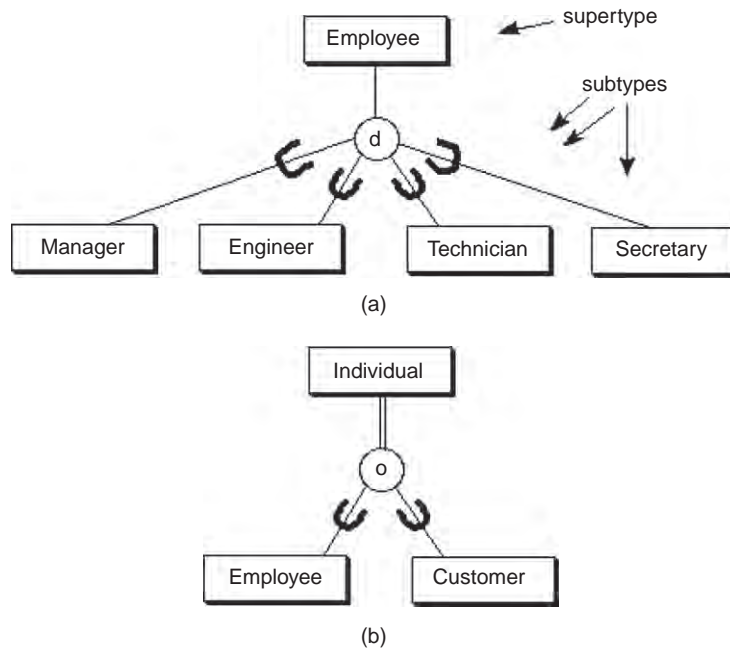 supertype
Employee
subtypes
d
Manager
Engineer
Technician
Secretary
(a)
Individual
o
Employee
Customer
(b)